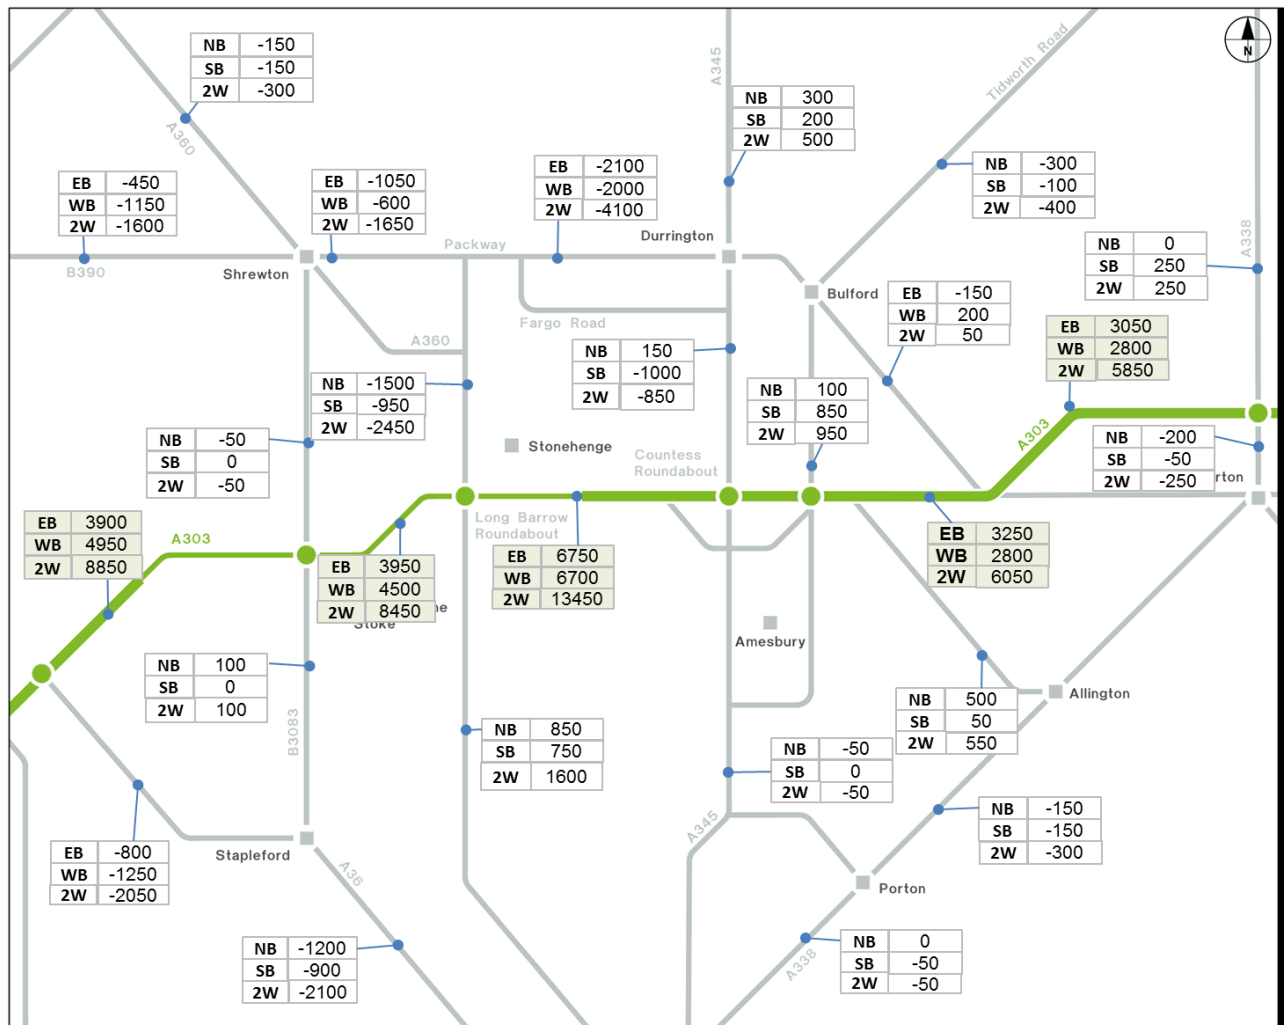 NB -150
SB -150
2W -300
A360
A345
NB 300
SB 200
2W 500
Tidworth Road
N
EB -450
WB -1150
2W -1600
EB -1050
WB -600
2W -1650
EB -2100
WB -2000
2W -4100
NB -300
SB -100
2W -400
A338
NB 0
SB 250
2W 250
B390
Shrewton
Packway
Durrington
Bulford
Fargo Road
A360
EB -150
WB 200
2W 50
EB 3050
WB 2800
2W 5850
NB 150
SB -1000
2W -850
NB -1500
SB -950
2W -2450
NB 100
SB 850
2W 950
NB -50
SB 0
2W -50
Stonehenge
Countess
Roundabout
A303
NB -200
SB -50
2W -250
rton
EB 3900
WB 4950
2W 8850
A303
Long Barrow
Roundabout
EB 3950
WB 4500
2W 8450
ne
Stoke
EB 6750
WB 6700
2W 13450
EB 3250
WB 2800
2W 6050
Amesbury
NB 100
SB 0
2W 100
B3083
NB 850
SB 750
2W 1600
NB 500
SB 50
2W 550
Allington
NB -50
SB 0
2W -50
A345
NB -150
SB -150
2W -300
EB -800
WB -1250
2W -2050
Stapleford
A36
Porton
NB -1200
SB -900
2W -2100
A338
NB 0
SB -50
2W -50